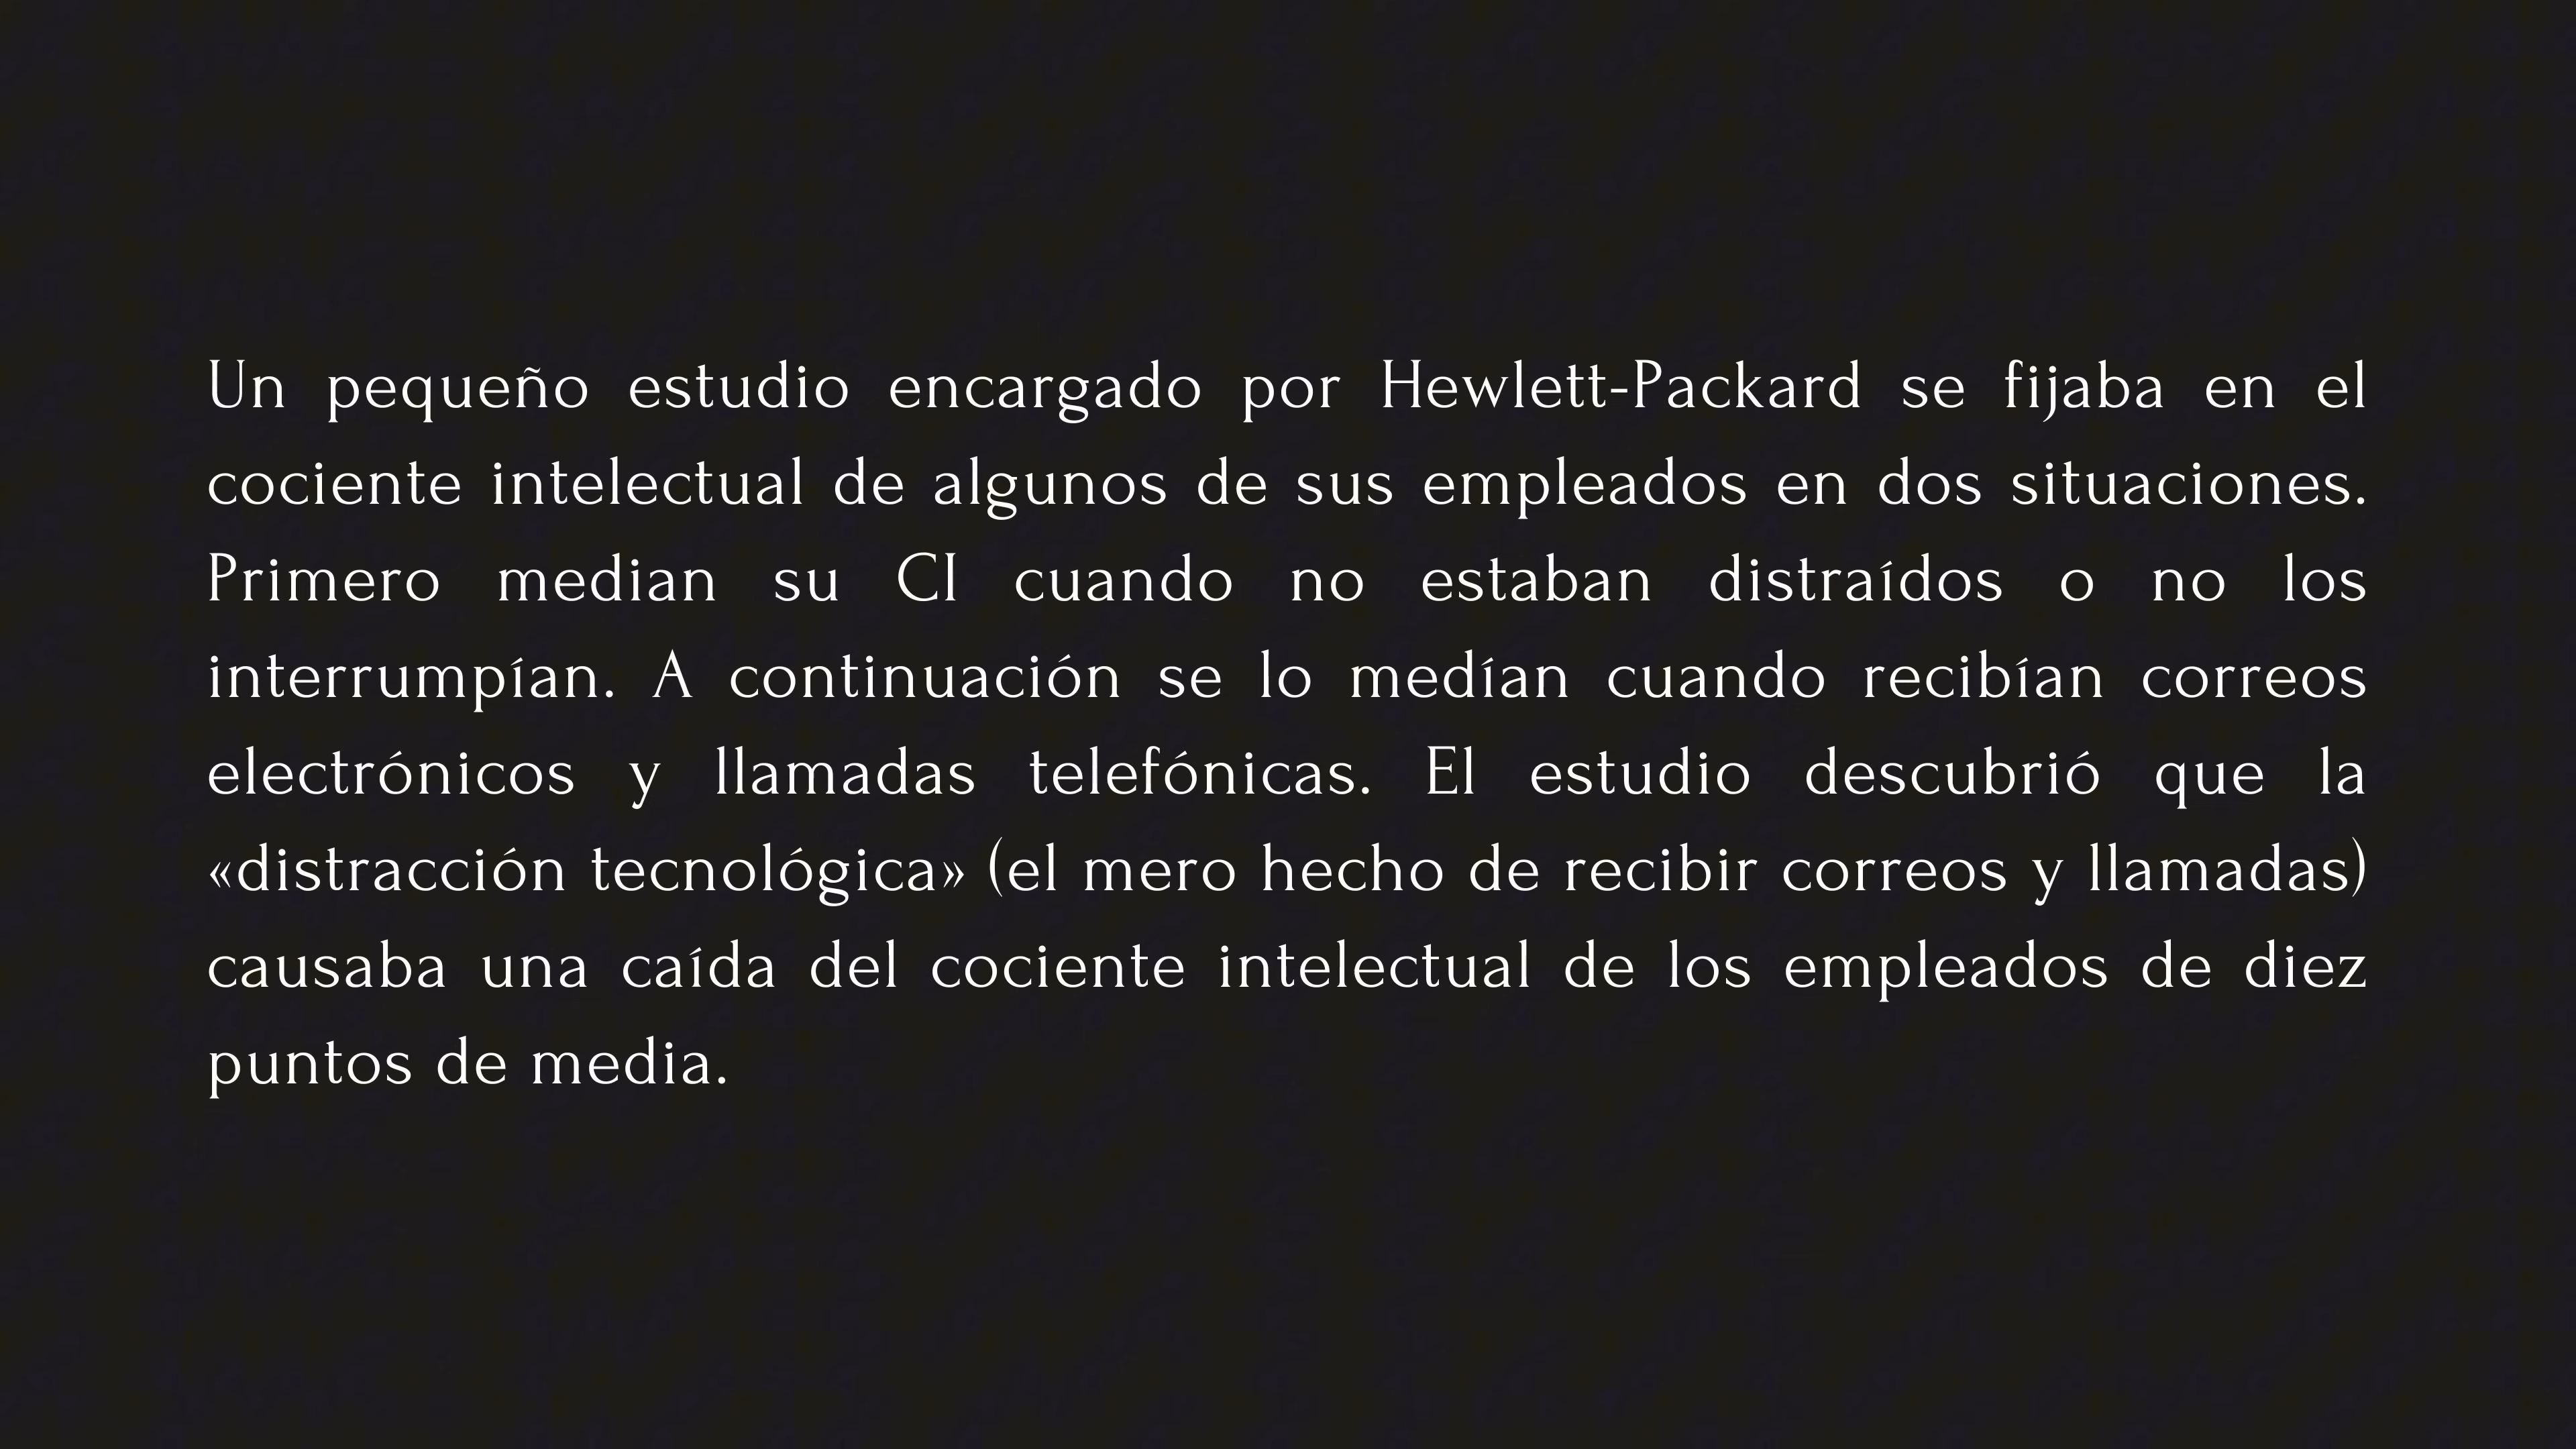 Un pequeño estudio encargado por Hewlett-Packard se fijaba en el
cociente intelectual de algunos de sus empleados en dos situaciones.
Primero median su CI cuando no estaban distraídos o no los
interrumpían. A continuación se lo medían cuando recibían correos
electrónicos y llamadas telefónicas. El estudio descubrió que la
«distracción tecnológica» (el mero hecho de recibir correos y llamadas)
causaba una caída del cociente intelectual de los empleados de diez
puntos de media.